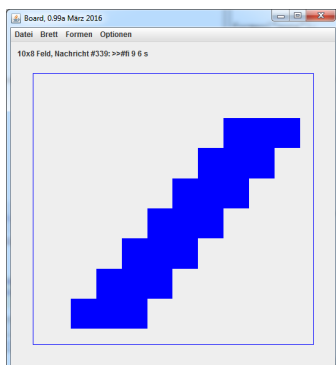 Board, 0.99a März 2016
Datei Brett Formen Optionen
10x8 Feld, Nachricht #339: >>#fi 9 6 s